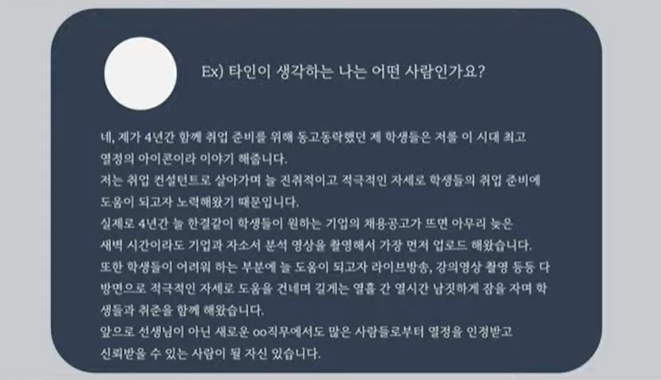 Ex) 타인이 생각하는 나는 어떤 사람인가요?
네, 제가 4년간 함께 취업 준비를 위해 동고동락했던 제 학생들은 저를 이 시대 최고
열정의 아이콘이라 이야기 해줍니다.
저는 취업 컨설턴트로 살아가며 늘 진취적이고 적극적인 자세로 학생들의 취업 준비에
도움이 되고자 노력해왔기 때문입니다.
실제로 4년간 늘 한결같이 학생들이 원하는 기업의 채용공고가 뜨면 아무리 늦은
새벽 시간이라도 기업과 자소서 분석 영상을 촬영해서 가장 먼저 업로드 해왔습니다.
또한 학생들이 어려워 하는 부분에 늘 도움이 되고자 라이브방송, 강의영상 촬영 등등 다
방면으로 적극적인 자세로 도움을 건네며 길게는 열흘 간 열시간 남짓하게 잠을 자며 학
생들과 취준을 함께 해왔습니다.
앞으로 선생님이 아닌 새로운 oo직무에서도 많은 사람들로부터 열정을 인정받고
신뢰받을 수 있는 사람이 될 자신 있습니다.